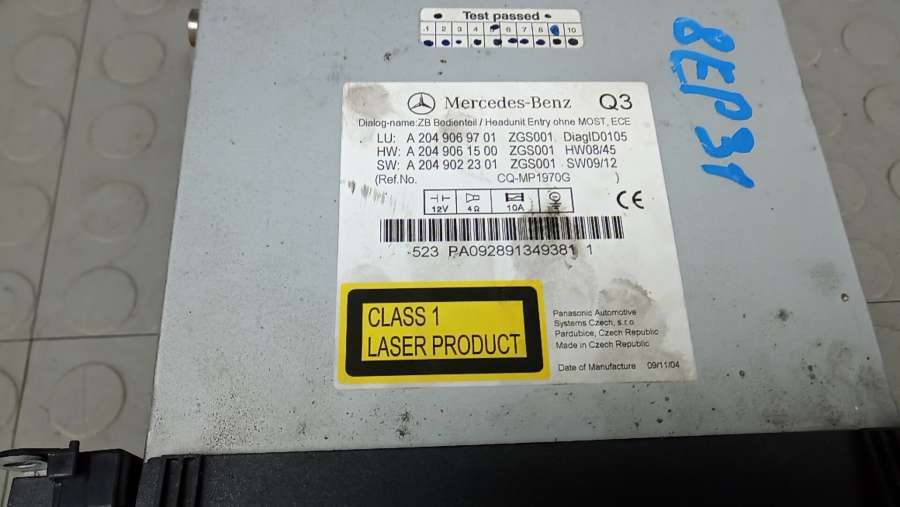 Test passed
1 2 3 4 6 7 8 10
8EP31
Mercedes-Benz Q3
Dialog-name:ZB Bedienteil / Headunit Entry ohne MOST, ECE
LU: A 204 906 97 01 ZGS001 DiagID0105
HW: A 204 906 15 00 ZGS001 HW08/45
SW: A 204 902 23 01 ZGS001 SW09/12
(Ref.No. CQ-MP1970G )
12V 4Ω 10A
CE
523 PA092891349381 1
CLASS 1
LASER PRODUCT
Panasonic Automotive
Systems Czech, s.r.o
Pardubice, Czech Republic
Made in Czech Republic
Date of Manufacture 09/11/04